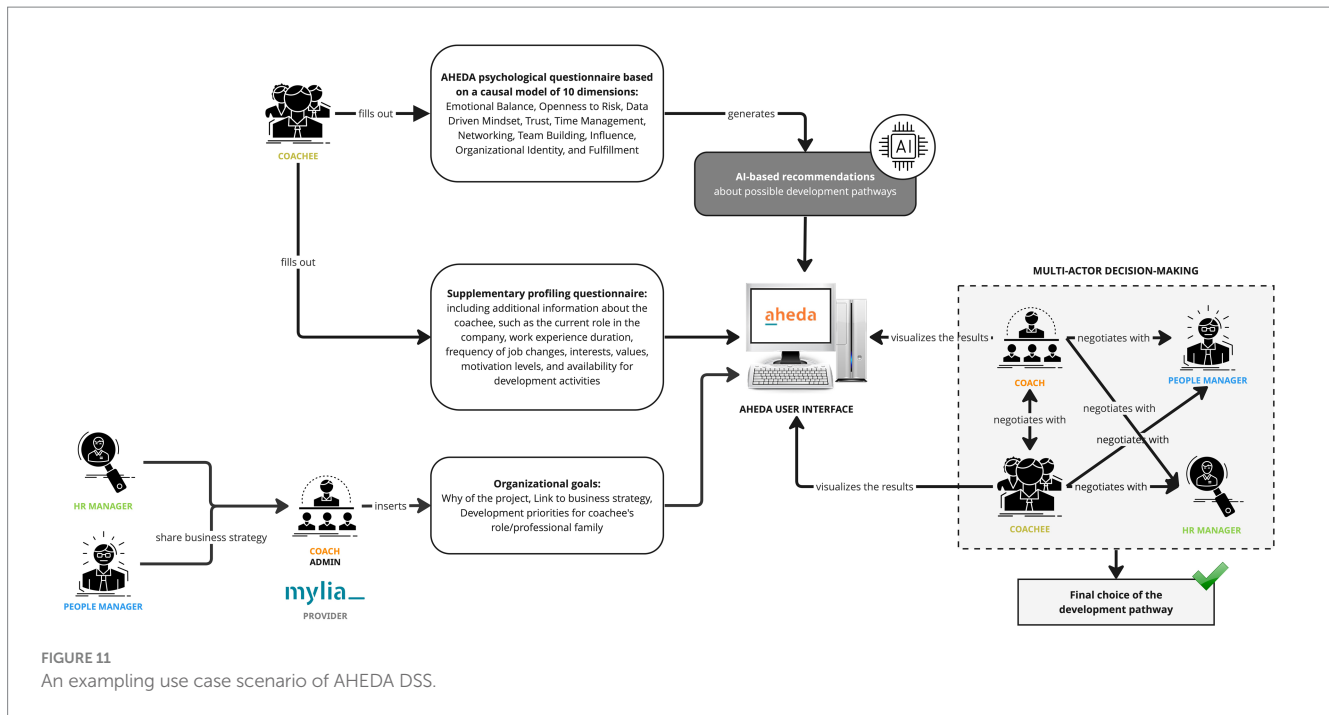 AHEDA psychological questionnaire based
on a causal model of 10 dimensions:
Emotional Balance, Openness to Risk, Data
Driven Mindset, Trust, Time Management,
Networking, Team Building, Influence,
Organizational Identity, and Fulfillment
fills out
COACHEE
generates
AI
AI-based recommendations
about possible development pathways
fills out
Supplementary profiling questionnaire:
including additional information about the
coachee, such as the current role in the
company, work experience duration,
frequency of job changes, interests, values,
motivation levels, and availability for
development activities
aheda
AHEDA USER INTERFACE
MULTI-ACTOR DECISION-MAKING
visualizes the results
COACH
negotiates with
PEOPLE MANAGER
negotiates with
negotiates with
negotiates with
visualizes the results
COACHEE
negotiates with
HR MANAGER
Final choice of the
development pathway
HR MANAGER
share business strategy
PEOPLE MANAGER
COACH
ADMIN
mylia
PROVIDER
inserts
Organizational goals:
Why of the project, Link to business strategy,
Development priorities for coachee's
role/professional family
FIGURE 11
An exampling use case scenario of AHEDA DSS.